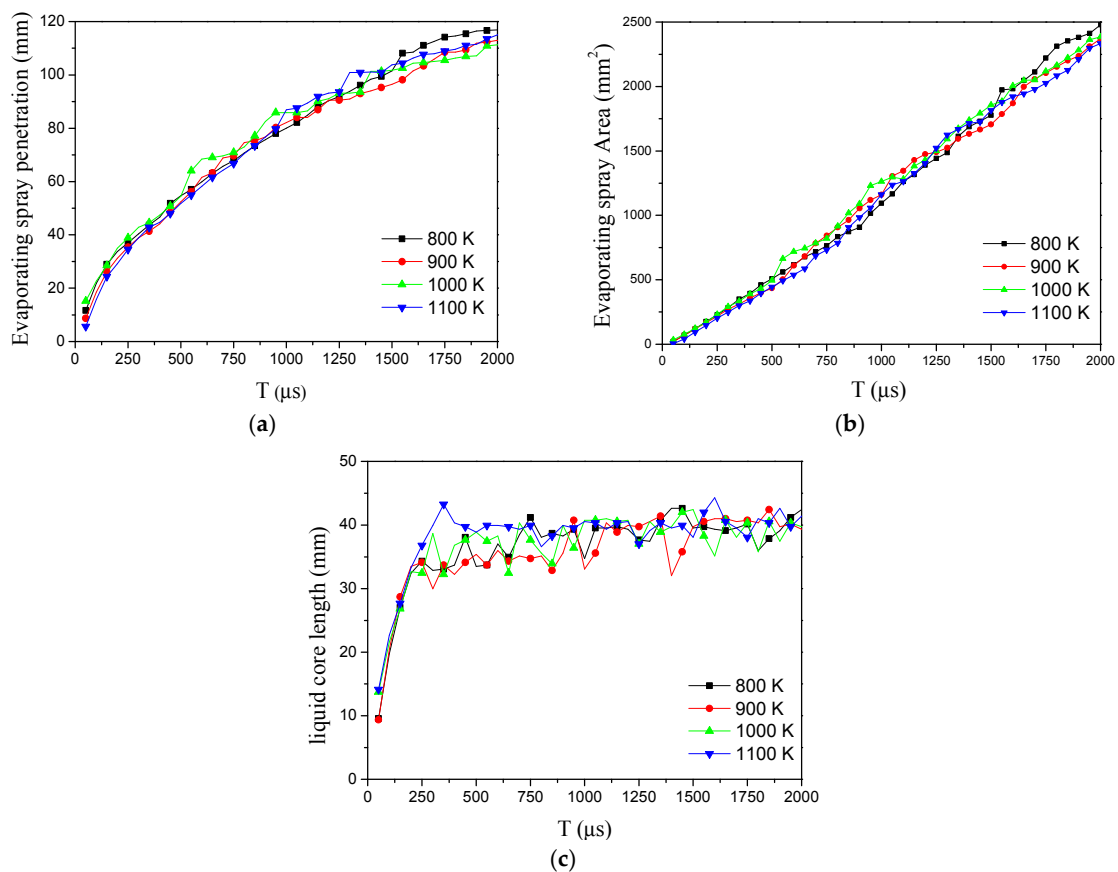 Evaporating spray penetration (mm)
120
100
80
60
40
20
0
0 250 500 750 1000 1250 1500 1750 2000
T (µs)
800 K
900 K
1000 K
1100 K
(a)
Evaporating spray Area (mm²)
2500
2000
1500
1000
500
0
0 250 500 750 1000 1250 1500 1750 2000
T (µs)
800 K
900 K
1000 K
1100 K
(b)
liquid core length (mm)
50
40
30
20
10
0
0 250 500 750 1000 1250 1500 1750 2000
T (µs)
800 K
900 K
1000 K
1100 K
(c)